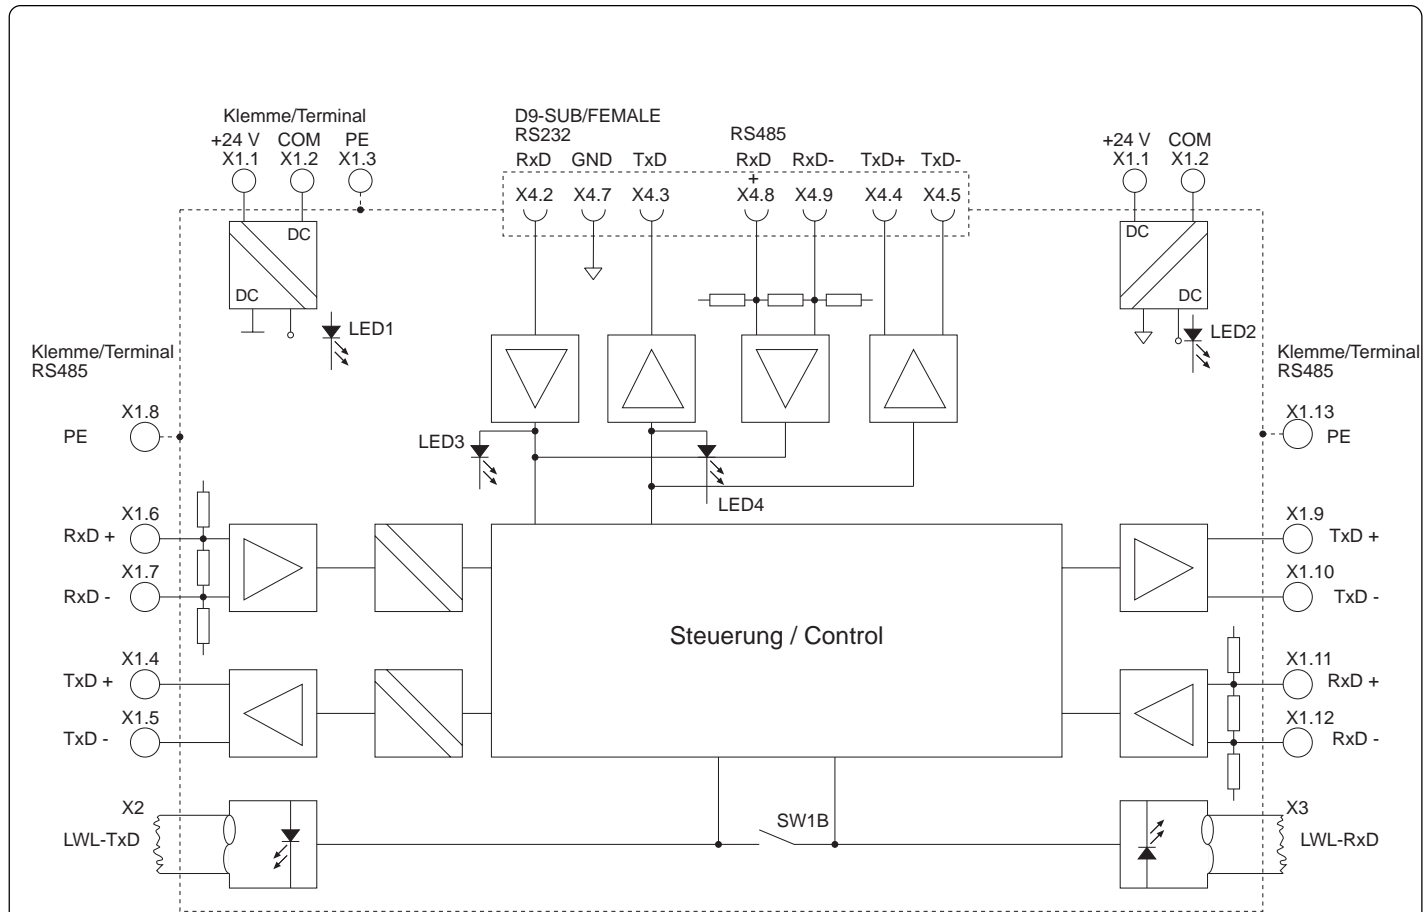 Klemme/Terminal
+24 V COM PE
X1.1 X1.2 X1.3
D9-SUB/FEMALE
RS232 RS485
RxD GND TxD RxD + RxD- TxD+ TxD-
X4.2 X4.7 X4.3 X4.8 X4.9 X4.4 X4.5
+24 V COM
X1.1 X1.2
DC
DC
LED1
DC
DC
LED2
Klemme/Terminal
RS485
X1.8
PE
Klemme/Terminal
RS485
X1.13
PE
LED3
LED4
X1.6
RxD +
X1.7
RxD -
X1.4
TxD +
X1.5
TxD -
Steuerung / Control
X1.9
TxD +
X1.10
TxD -
X1.11
RxD +
X1.12
RxD -
X2
LWL-TxD
SW1B
X3
LWL-RxD